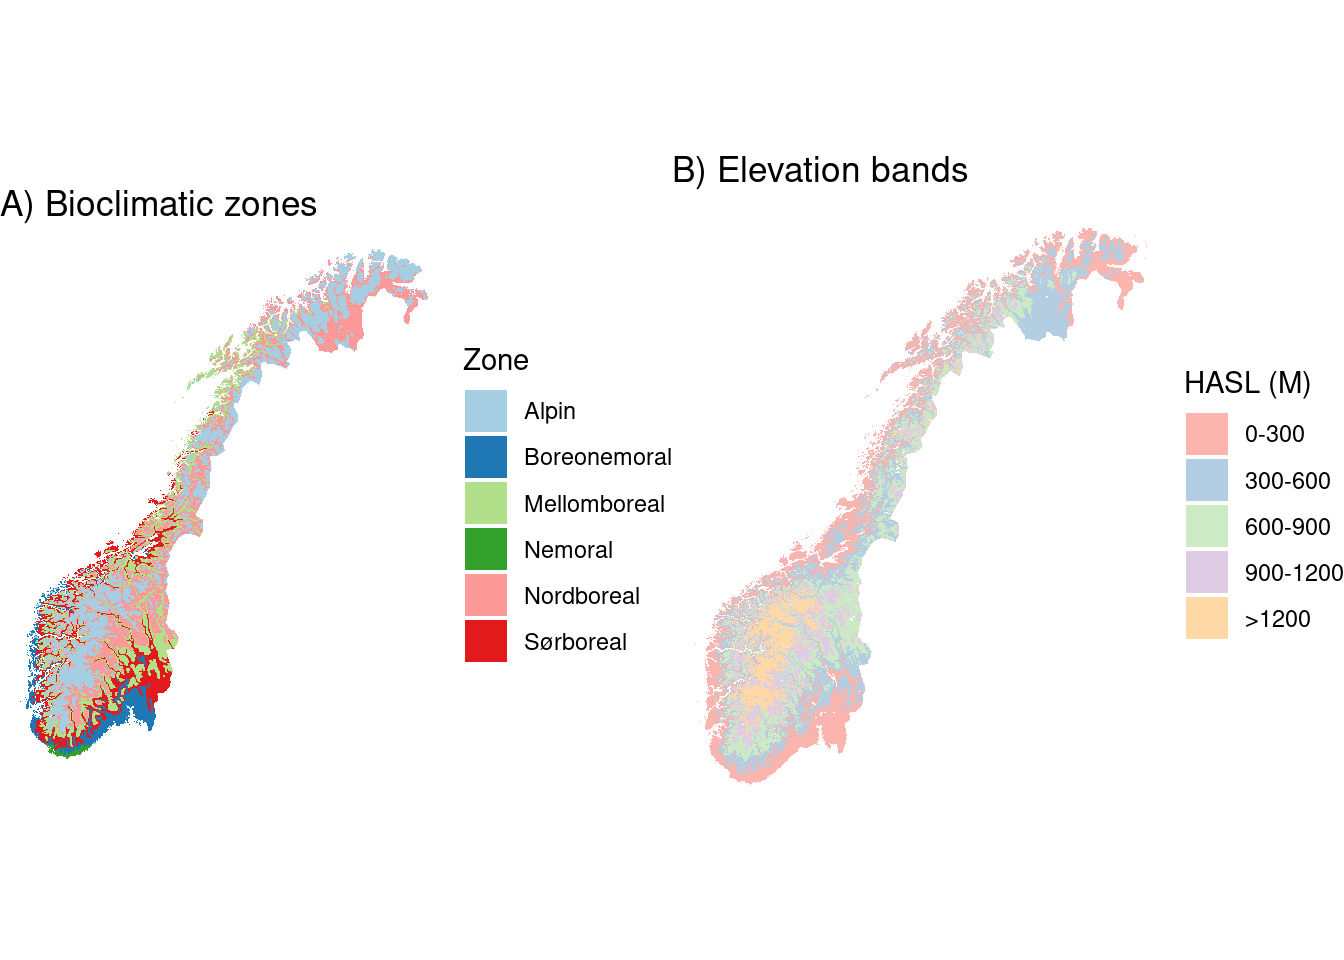 A) Bioclimatic zones
Zone
Alpin
Boreonemoral
Mellomboreal
Nemoral
Nordboreal
Sørboreal
B) Elevation bands
HASL (M)
0-300
300-600
600-900
900-1200
>1200